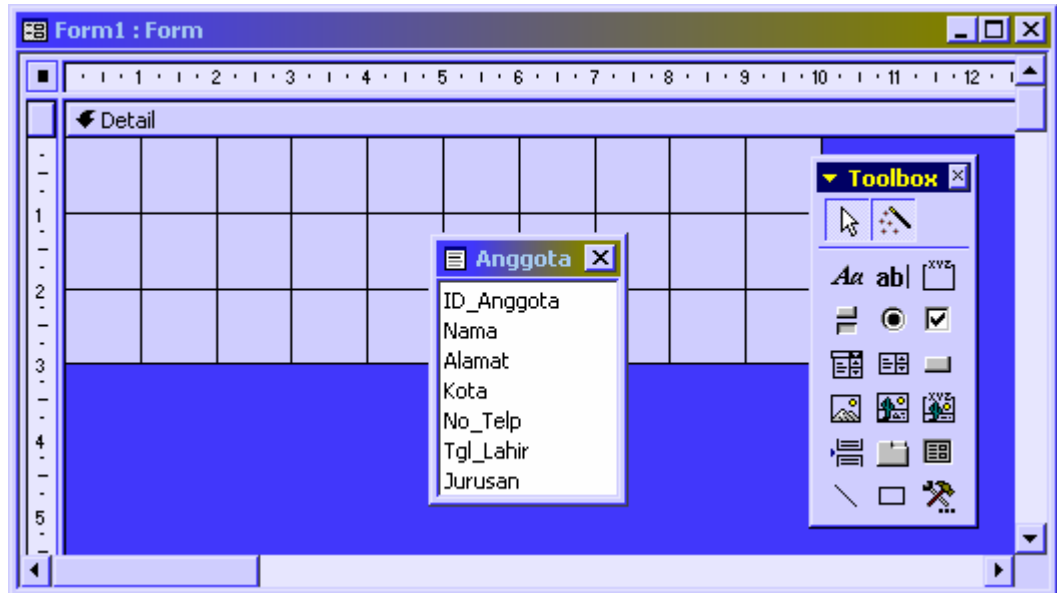 Form1 : Form
1 2 3 4 5 6 7 8 9 10 11 12
Detail
Toolbox
1
Aa ab| XYZ
Anggota
2
ID_Anggota
Nama
Alamat
3
Kota
XYZ
No_Telp
4
Tgl_Lahir
Jurusan
5